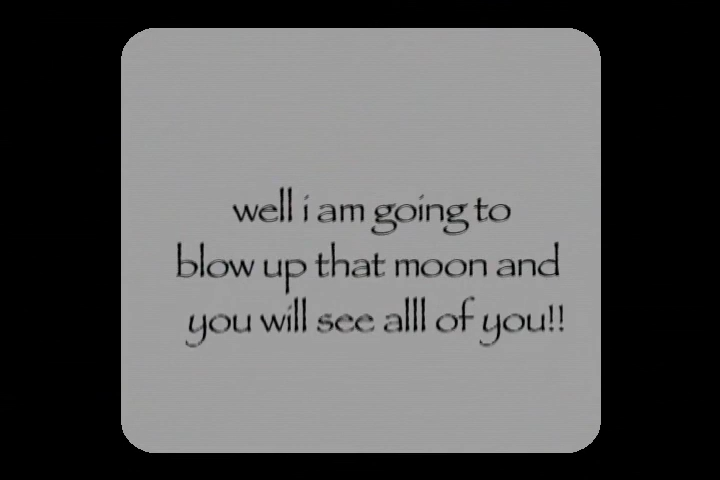 well i am going to
blow up that moon and
you will see alll of you!!